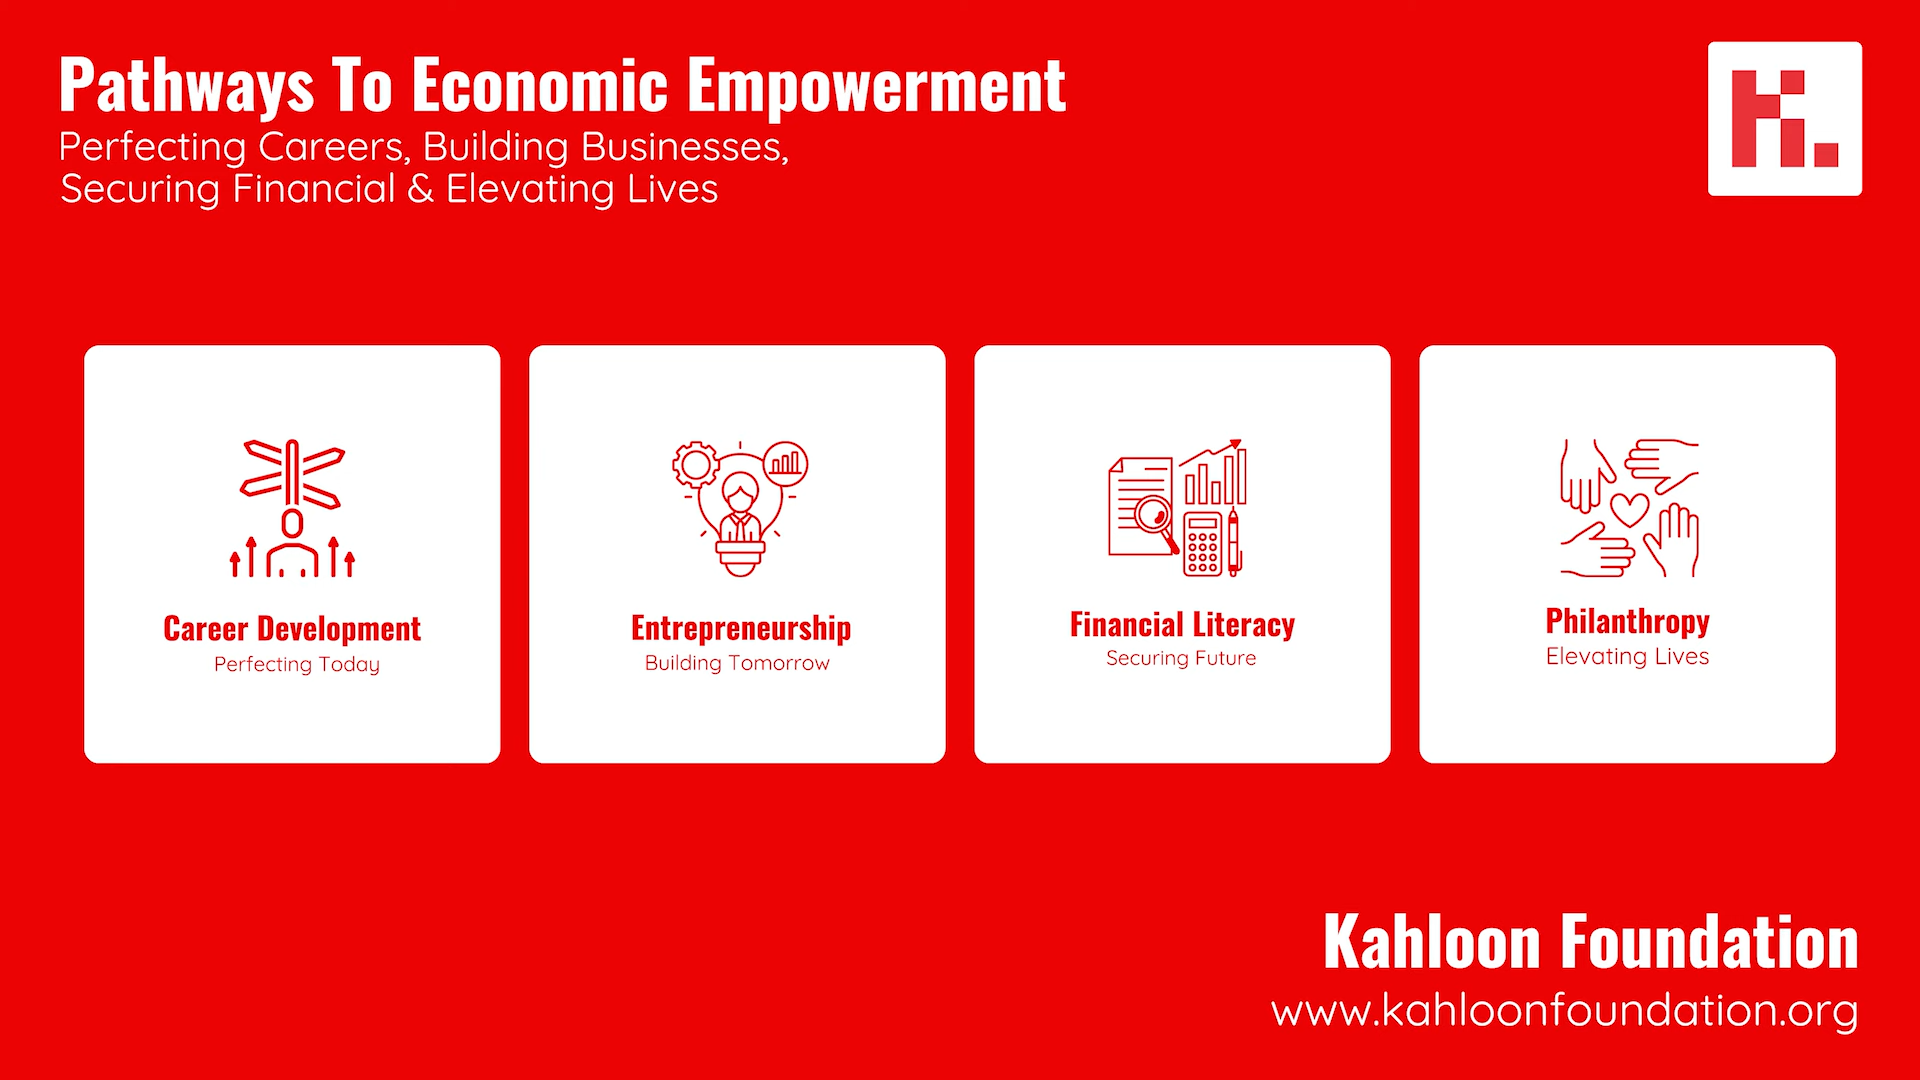 Pathways To Economic Empowerment
Perfecting Careers, Building Businesses,
Securing Financial & Elevating Lives
K.
Career Development
Perfecting Today
Entrepreneurship
Building Tomorrow
Financial Literacy
Securing Future
Philanthropy
Elevating Lives
Kahloon Foundation
www.kahloonfoundation.org